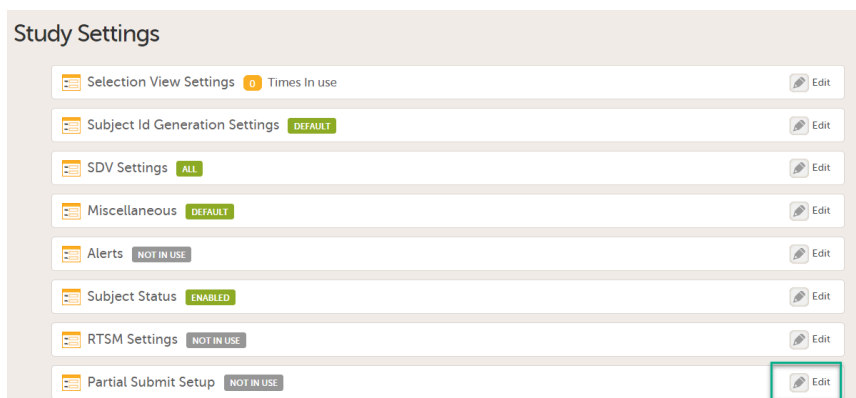 Study Settings
Selection View Settings 0 Times In use Edit
Subject Id Generation Settings DEFAULT Edit
SDV Settings ALL Edit
Miscellaneous DEFAULT Edit
Alerts NOT IN USE Edit
Subject Status ENABLED Edit
RTSM Settings NOT IN USE Edit
Partial Submit Setup NOT IN USE Edit